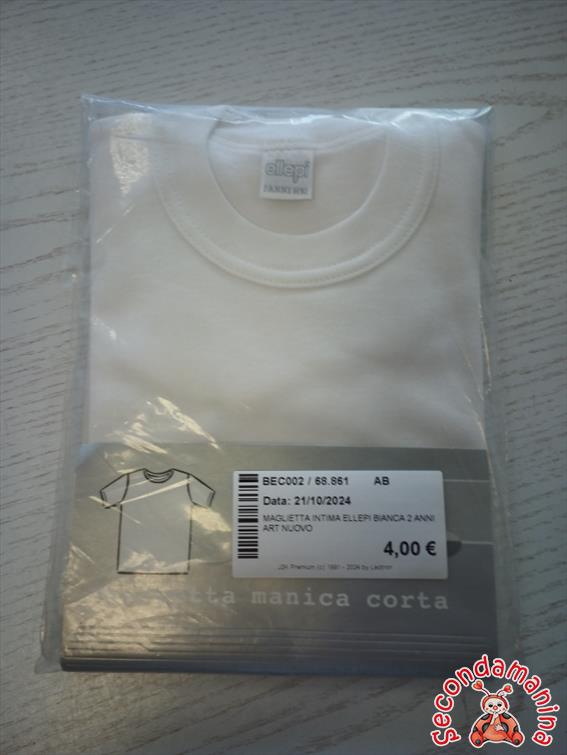 ellepi
BEC002 / 68.861 AB
Data: 21/10/2024
MAGLIETTA INTIMA ELLEPI BIANCA 2 ANNI
ART NUOVO
4,00 €
manica corta
Secondamanina